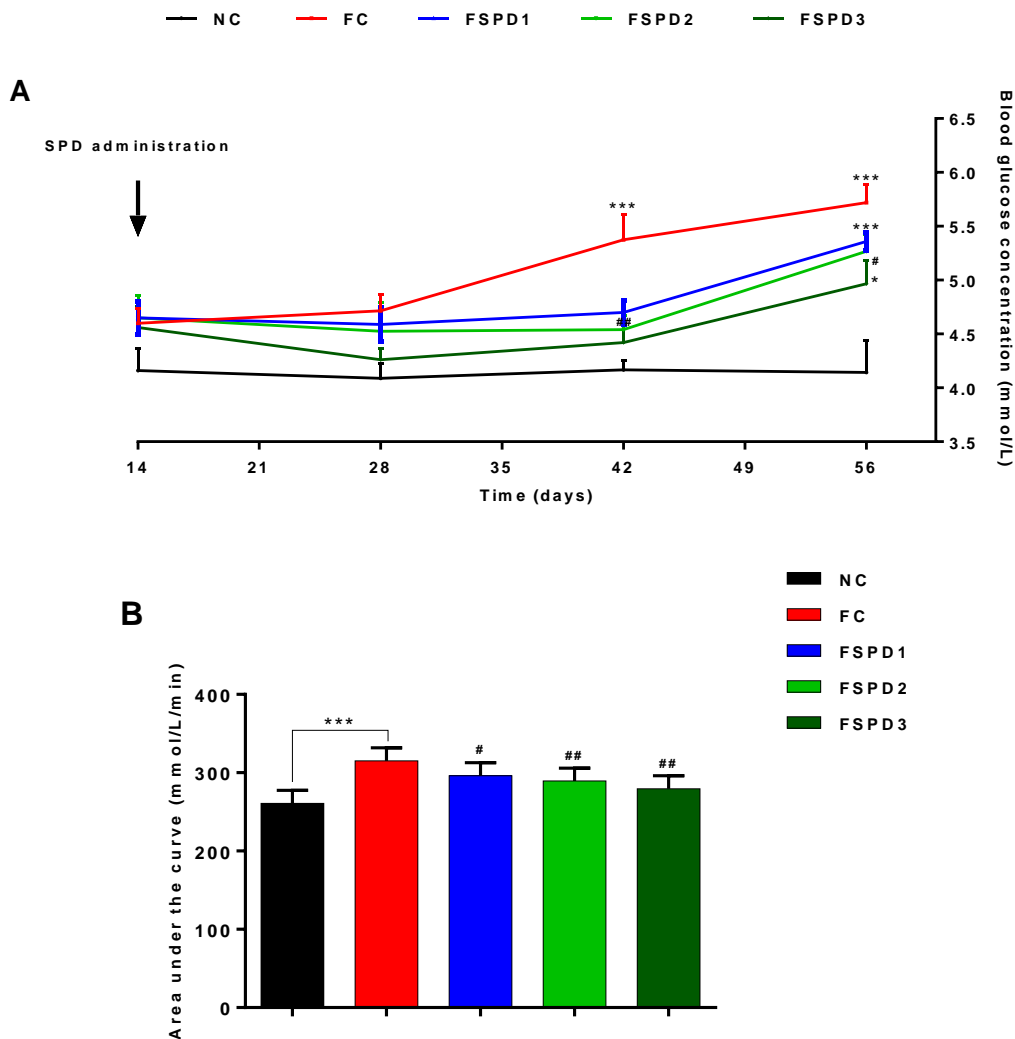 NC FC FSPD1 FSPD2 FSPD3
A
SPD administration
Blood glucose concentration (mmol/L)
6.5
6.0
5.5
5.0
4.5
4.0
3.5
***
***
***
#
*
##
14 21 28 35 42 49 56
Time (days)
B
NC
FC
FSPD1
FSPD2
FSPD3
Area under the curve (mmol/L/min)
400
300
200
100
0
***
# ## ##